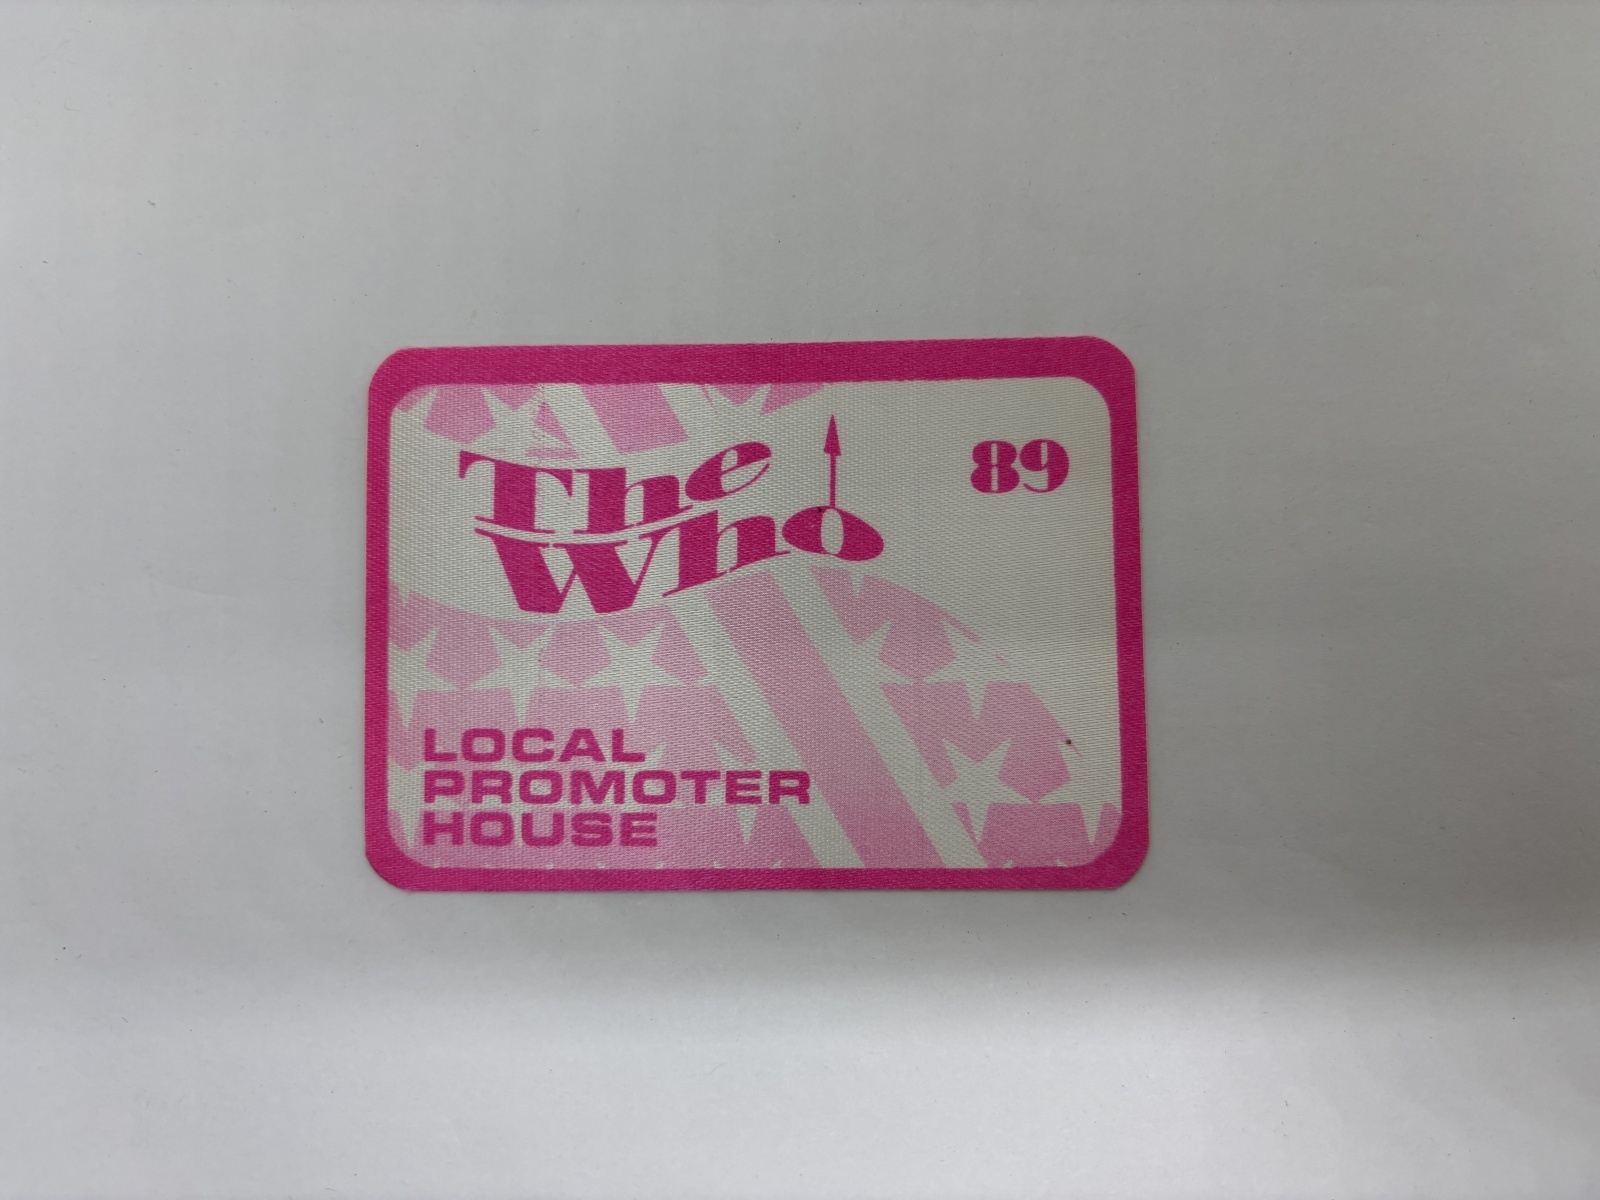 The
Who
89
LOCAL
PROMOTER
HOUSE